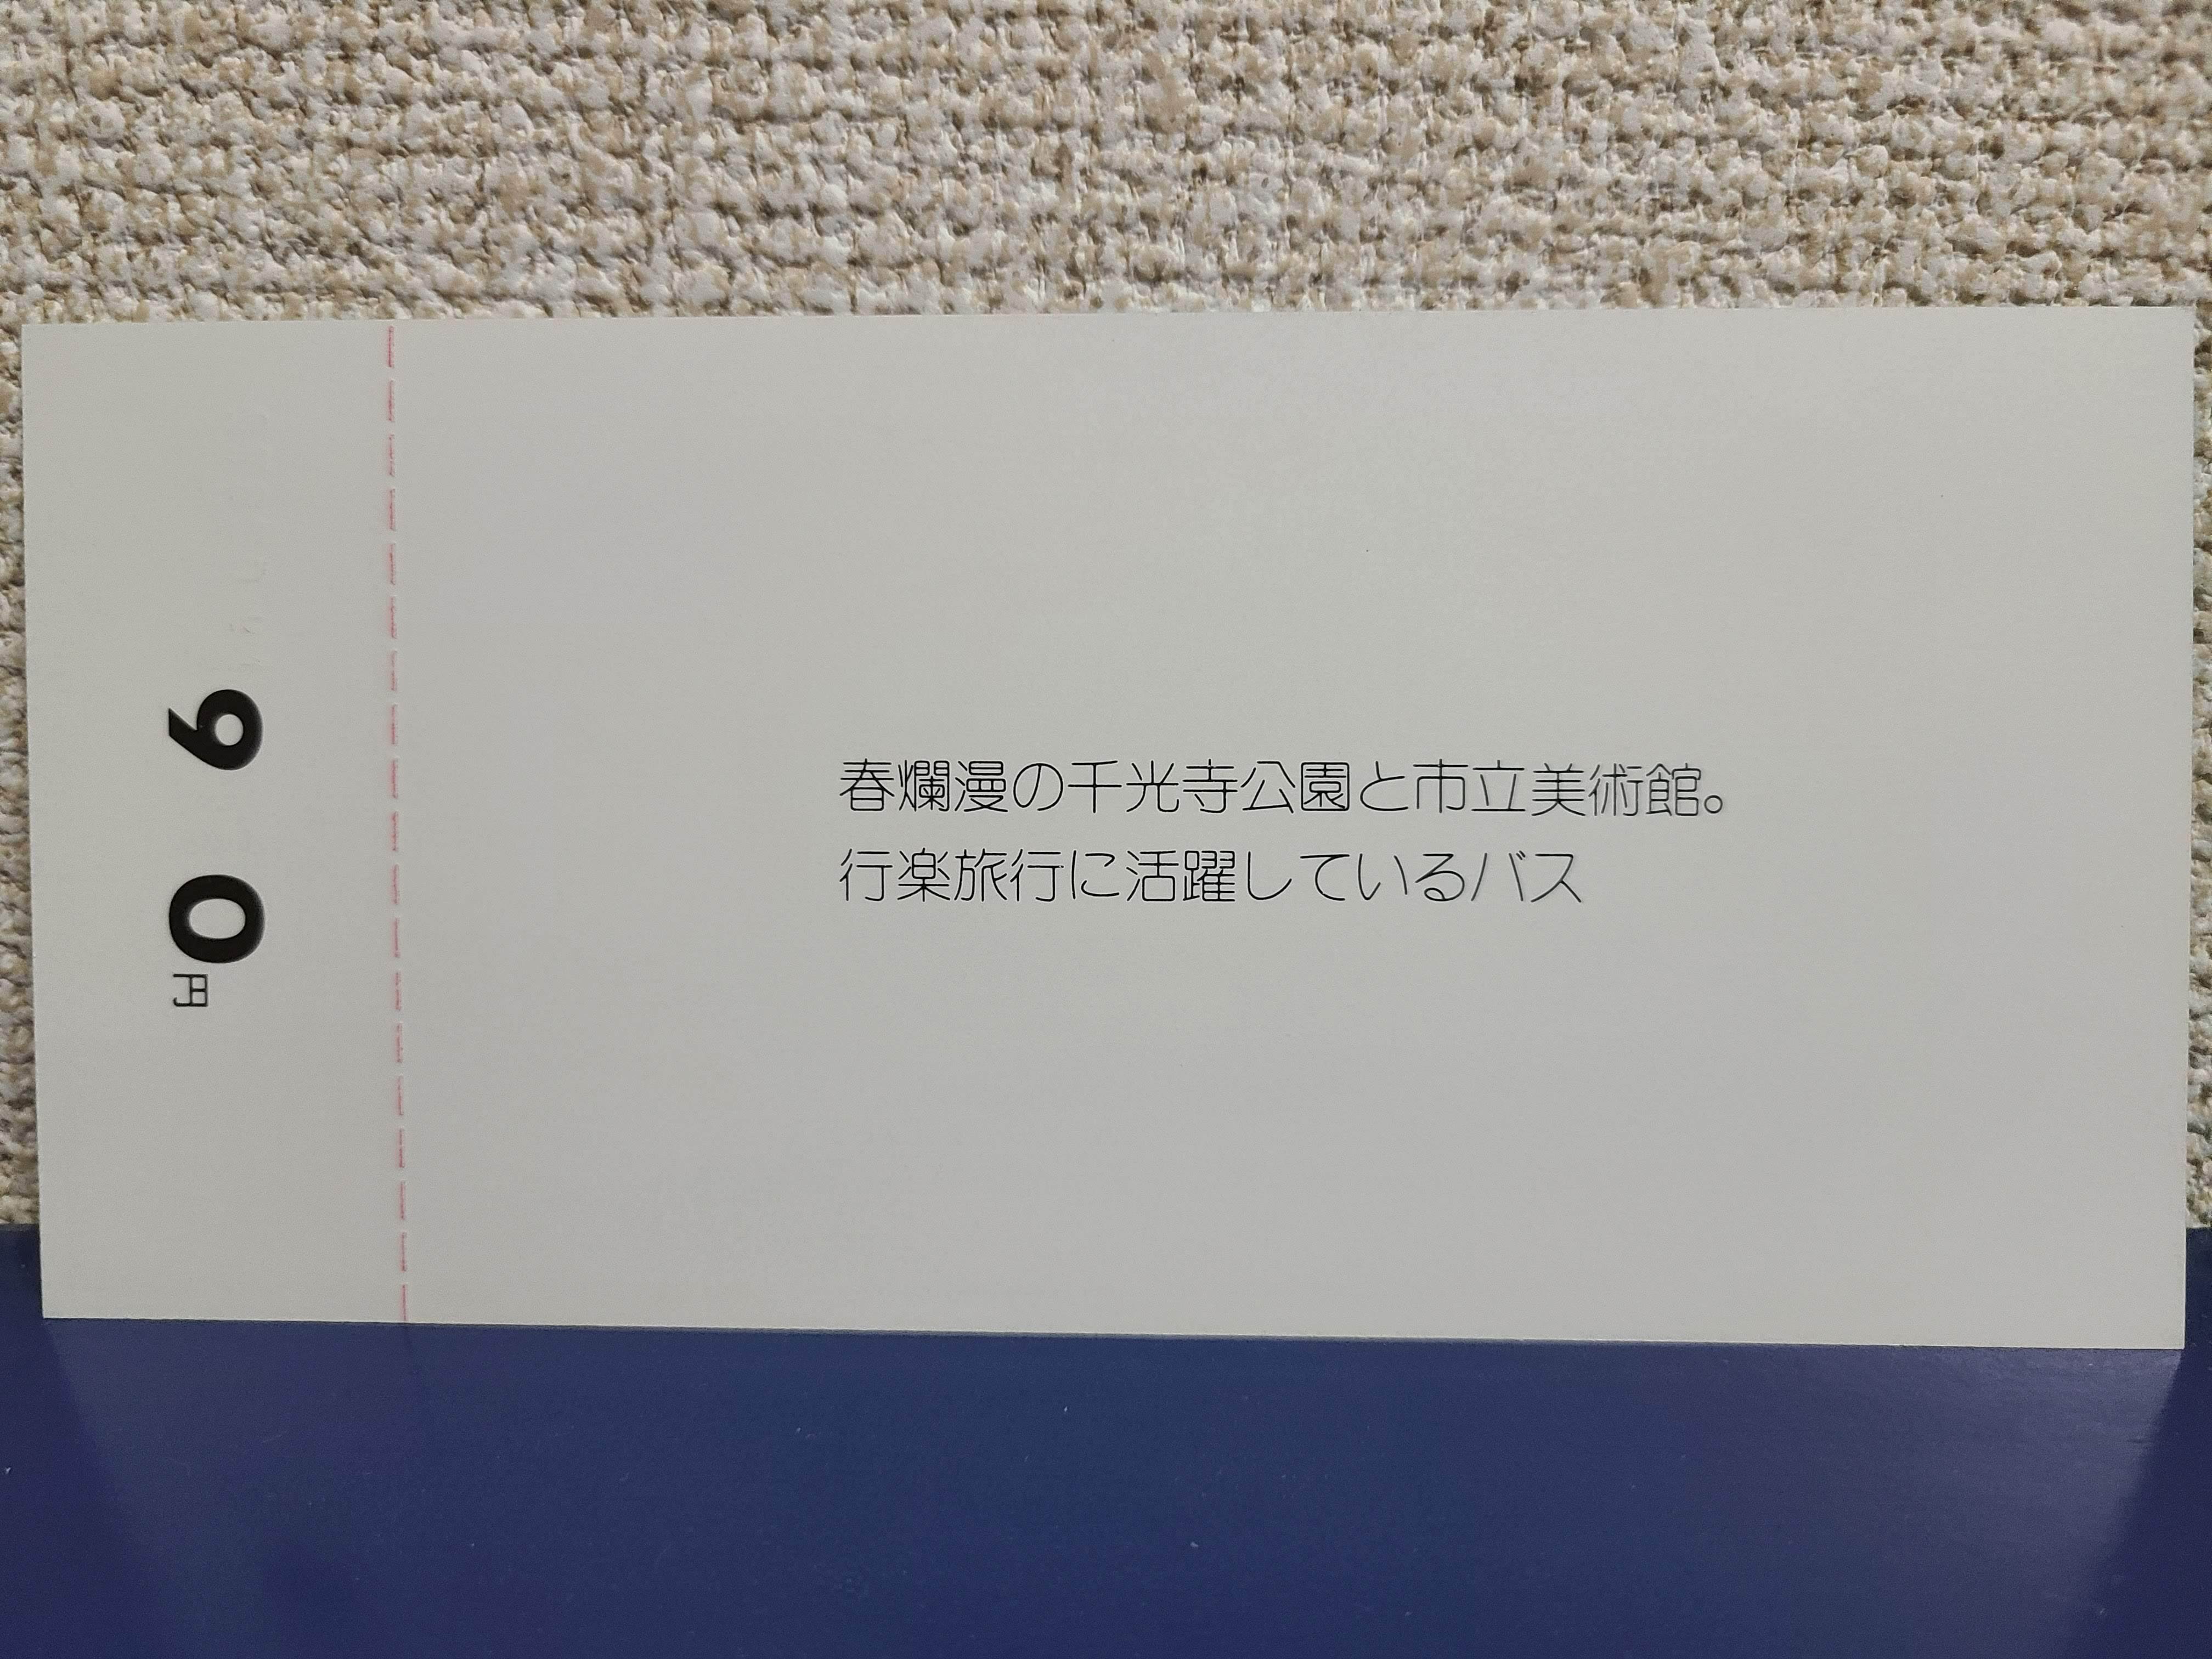 90円
春爛漫の千光寺公園と市立美術館。
行楽旅行に活躍しているバス